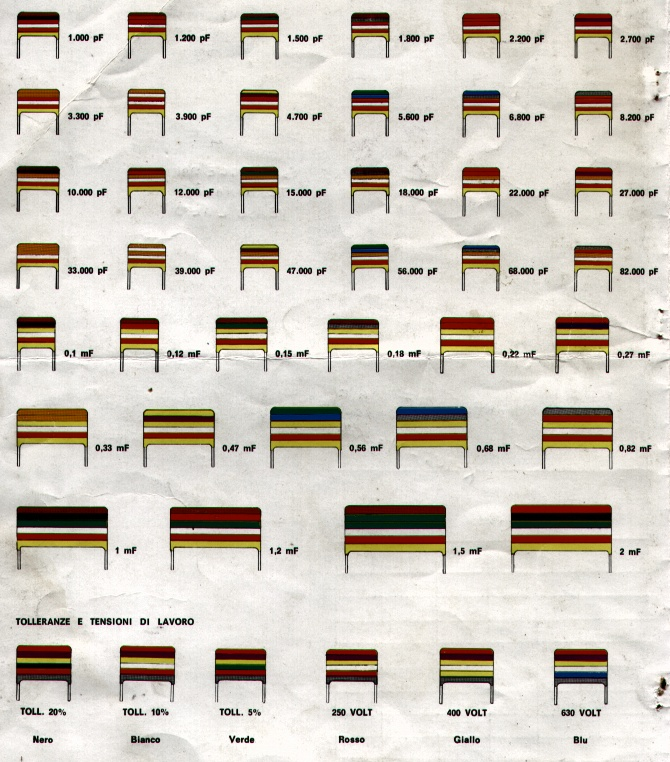 1.000 pF 1.200 pF 1.500 pF 1.800 pF 2.200 pF 2.700 pF
3.300 pF 3.900 pF 4.700 pF 5.600 pF 6.800 pF 8.200 pF
10.000 pF 12.000 pF 15.000 pF 18.000 pF 22.000 pF 27.000 pF
33.000 pF 39.000 pF 47.000 pF 56.000 pF 68.000 pF 82.000 pF
0,1 mF 0,12 mF 0,15 mF 0,18 mF 0,22 mF 0,27 mF
0,33 mF 0,47 mF 0,56 mF 0,68 mF 0,82 mF
1 mF 1,2 mF 1,5 mF 2 mF
TOLLERANZE E TENSIONI DI LAVORO
TOLL. 20% TOLL. 10% TOLL. 5% 250 VOLT 400 VOLT 630 VOLT
Nero Bianco Verde Rosso Giallo Blu